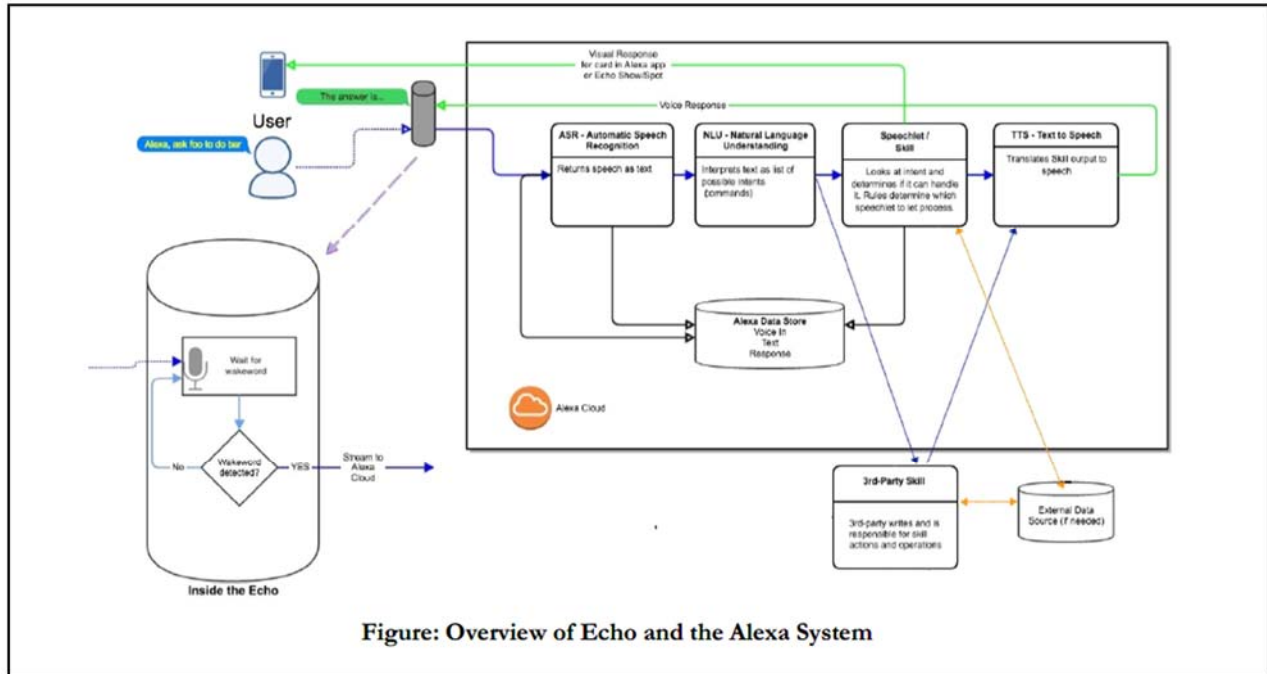 Visual Response
for card in Alexa app
or Echo Show/Spot
The answer is...
Voice Response
User
Alexa, ask foo to do bar
ASR - Automatic Speech
Recognition
Returns speech as text
NLU - Natural Language
Understanding
Interprets text as list of
possible intents
(commands)
Speechlet /
Skill
Looks at intent and
determines if it can handle
it. Rules determine which
speechlet to let process.
TTS - Text to Speech
Translates Skill output to
speech
Alexa Data Store
Voice In
Text
Response
Alexa Cloud
Wait for
wakeword
Wakeword
detected?
No
YES
Stream to
Alexa
Cloud
Inside the Echo
3rd-Party Skill
3rd-party writes and is
responsible for skill
actions and operations
External Data
Source (if needed)
Figure: Overview of Echo and the Alexa System